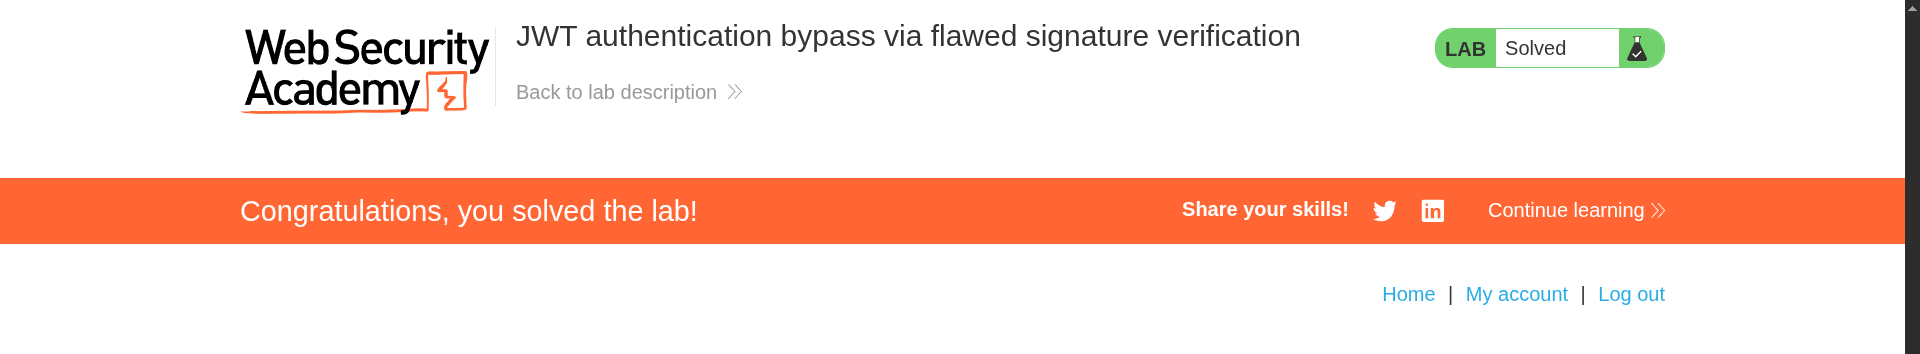 Web Security
Academy
JWT authentication bypass via flawed signature verification
Back to lab description
LAB Solved
Congratulations, you solved the lab!
Share your skills!
Continue learning
Home | My account | Log out